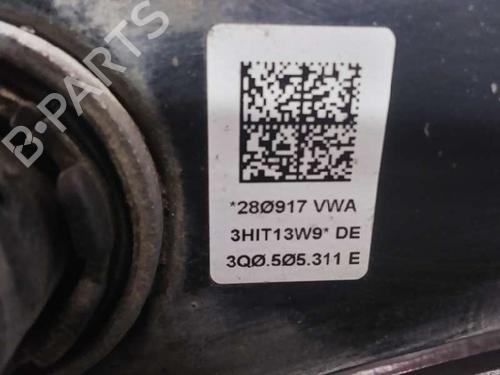 B-PARTS
*28Ø917 VWA
3HIT13W9* DE
3QØ.5Ø5.311 E